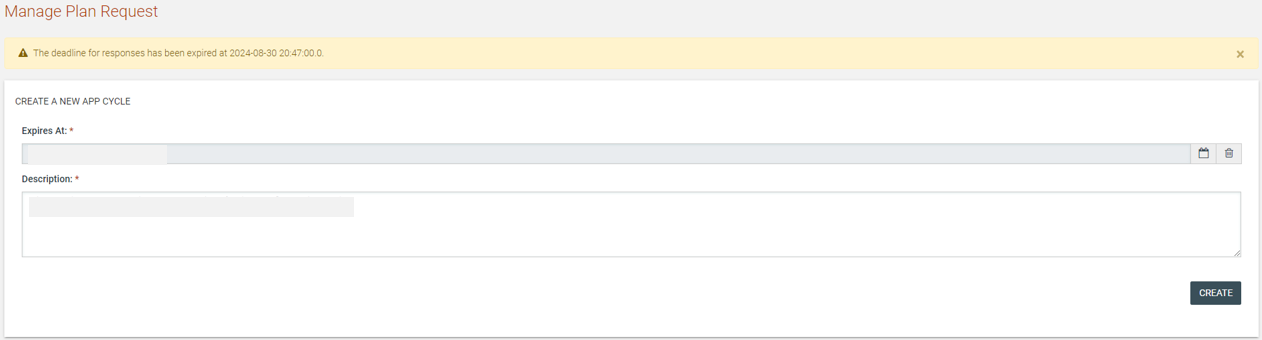 Manage Plan Request
The deadline for responses has been expired at 2024-08-30 20:47:00.0.
×
CREATE A NEW APP CYCLE
Expires At: *
Description: *
CREATE